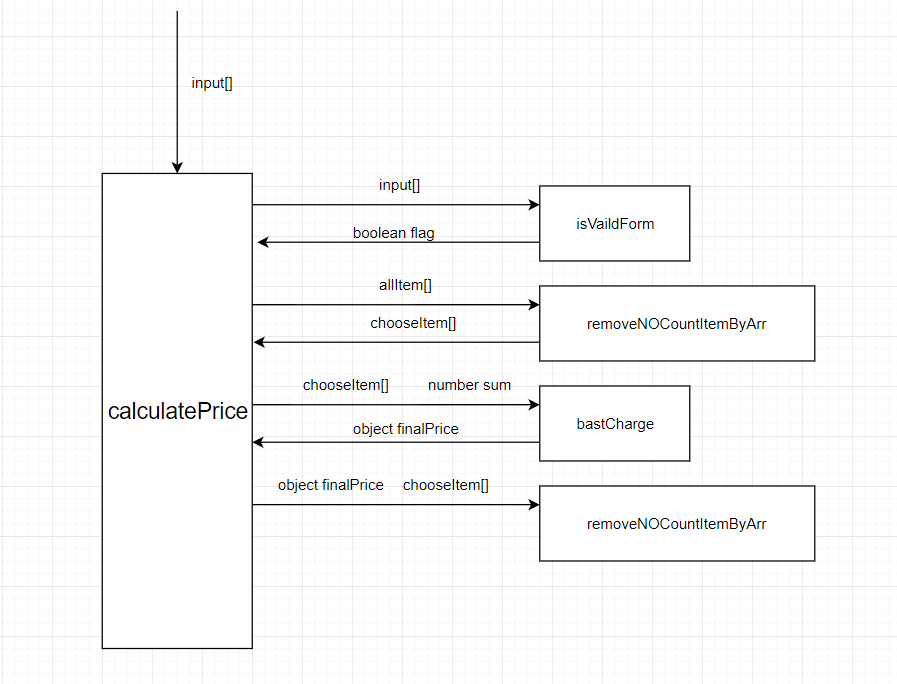 input[]
input[]
isVaildForm
boolean flag
allItem[]
chooseItem[]
removeNOCountItemByArr
calculatePrice
chooseItem[] number sum
bastCharge
object finalPrice
object finalPrice chooseItem[]
removeNOCountItemByArr